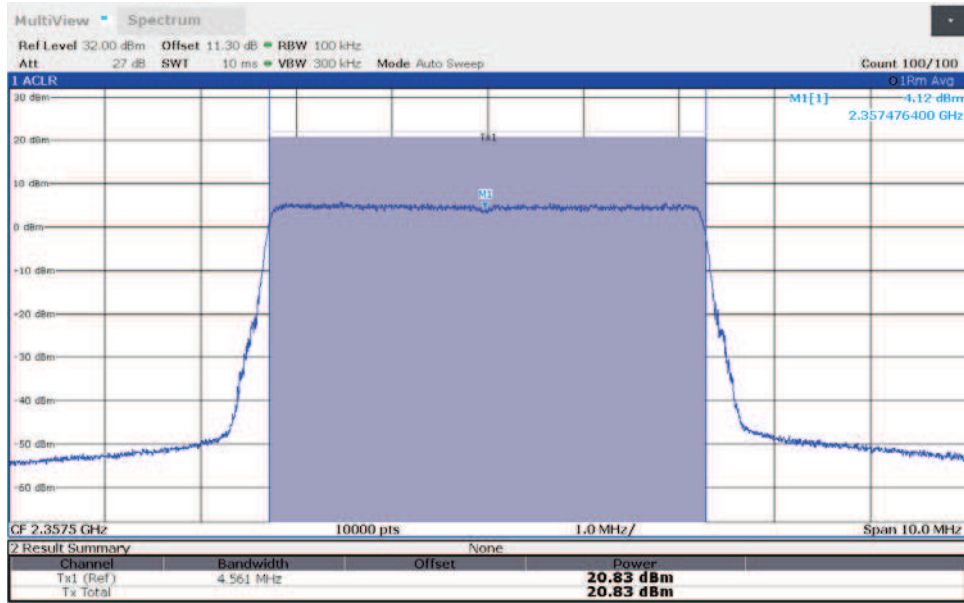 MultiView Spectrum
Ref Level 32.00 dBm Offset 11.30 dB RBW 100 kHz
Att 27 dB SWT 10 ms VBW 300 kHz Mode Auto Sweep Count 100/100
1 ACLR 1Rm Avg
M1[1] 4.12 dBm
2.357476400 GHz
30 dBm
Tx1
20 dBm
10 dBm
M1
0 dBm
-10 dBm
-20 dBm
-30 dBm
-40 dBm
-50 dBm
-60 dBm
CF 2.3575 GHz 10000 pts 1.0 MHz/ Span 10.0 MHz
2 Result Summary None
Channel Bandwidth Offset Power
Tx1 (Ref) 4.561 MHz 20.83 dBm
Tx Total 20.83 dBm